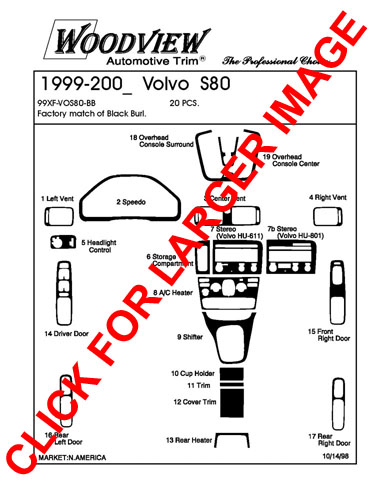 WOODVIEW
Automotive Trim®
The Professional Choice
1999-200_ Volvo S80
99XF-VOS80-BB
20 PCS.
Factory match of Black Burl.
18 Overhead
Console Surround
19 Overhead
Console Center
1 Left Vent
2 Speedo
3 Center Vent
4 Right Vent
5 Headlight
Control
7 Stereo
(Volvo HU-611)
7b Stereo
(Volvo HU-801)
6 Storage
Compartment
8 A/C Heater
14 Driver Door
9 Shifter
15 Front
Right Door
10 Cup Holder
11 Trim
12 Cover Trim
16 Rear
Left Door
13 Rear Heater
17 Rear
Right Door
MARKET:N.AMERICA
10/14/98
CLICK FOR LARGER IMAGE